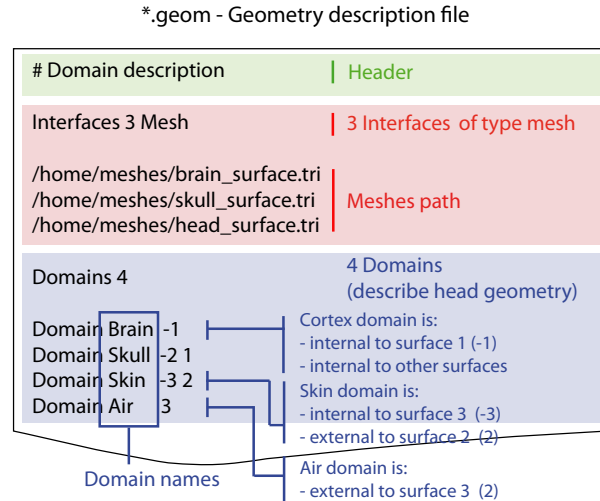 *.geom - Geometry description file
# Domain description
Header
Interfaces 3 Mesh
3 Interfaces of type mesh
/home/meshes/brain_surface.tri
/home/meshes/skull_surface.tri
/home/meshes/head_surface.tri
Meshes path
Domains 4
4 Domains
(describe head geometry)
Domain Brain -1
Domain Skull -2 1
Domain Skin -3 2
Domain Air 3
Domain names
Cortex domain is:
- internal to surface 1 (-1)
- internal to other surfaces
Skin domain is:
- internal to surface 3 (-3)
- external to surface 2 (2)
Air domain is:
- external to surface 3 (2)